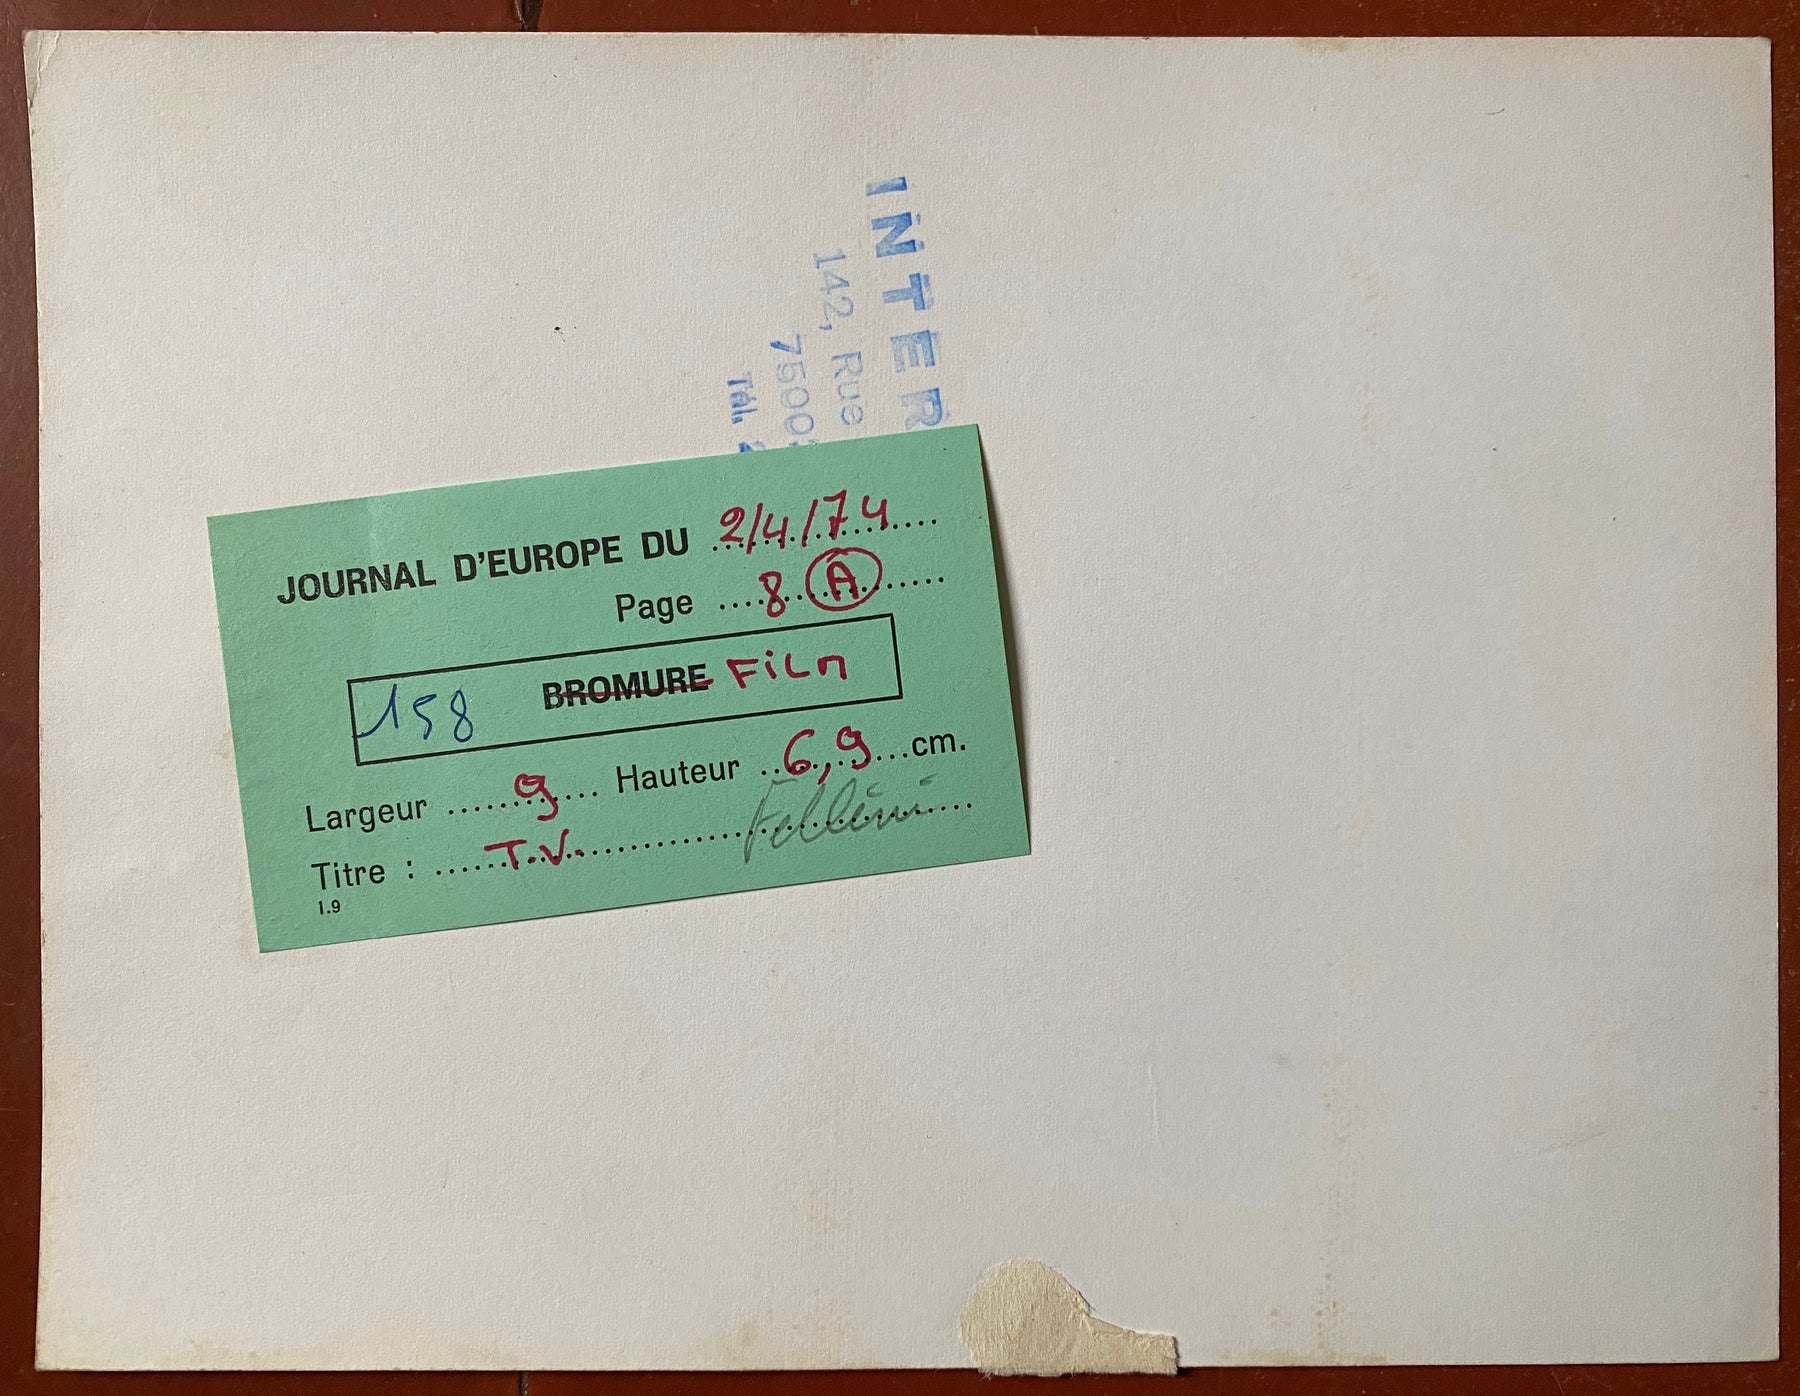 INTER
142, Rue
7500
Tél. 2
JOURNAL D'EUROPE DU 2/4/74
Page 8 A
158 BROMURE FiLm
Largeur 9 Hauteur 6,9 cm.
Titre : T.V. Fellini
I.9